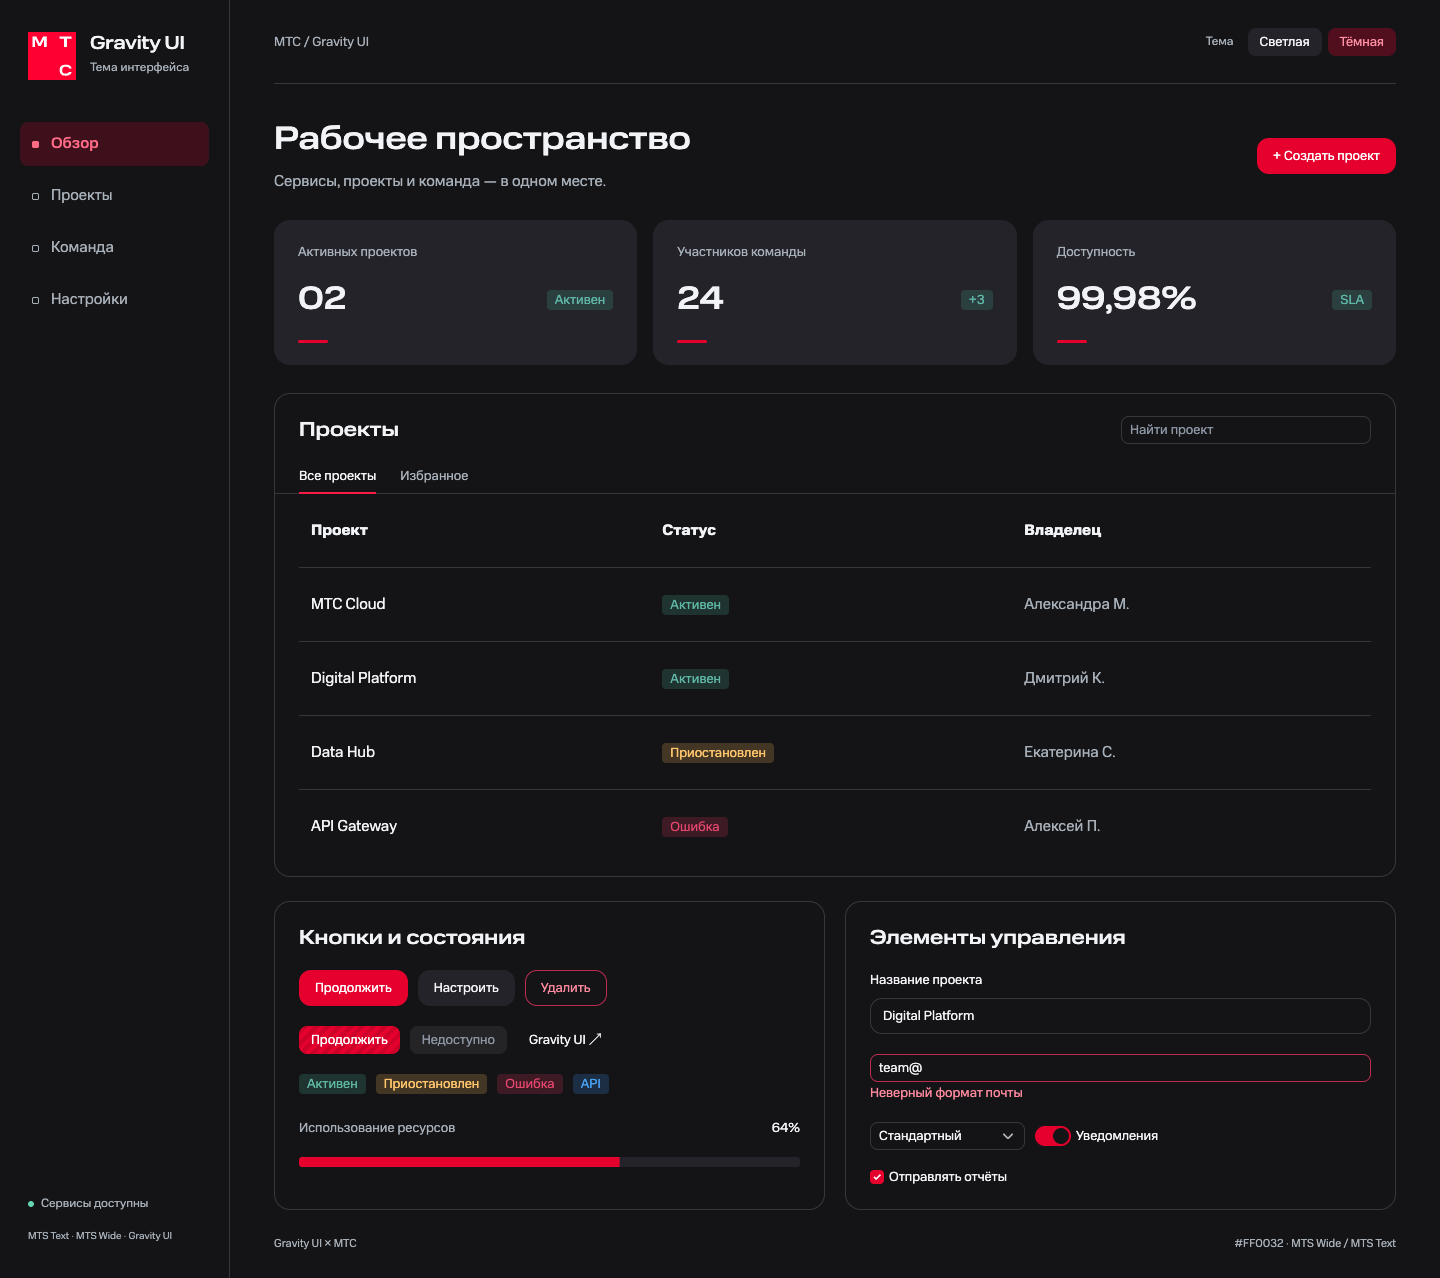 МТС
Gravity UI
Тема интерфейса
Обзор
Проекты
Команда
Настройки
Сервисы доступны
MTS Text · MTS Wide · Gravity UI
МТС / Gravity UI
Тема
Светлая
Тёмная
Рабочее пространство
Сервисы, проекты и команда — в одном месте.
+ Создать проект
Активных проектов
02
Активен
Участников команды
24
+3
Доступность
99,98%
SLA
Проекты
Найти проект
Все проекты
Избранное
Проект
Статус
Владелец
МТС Cloud
Активен
Александра М.
Digital Platform
Активен
Дмитрий К.
Data Hub
Приостановлен
Екатерина С.
API Gateway
Ошибка
Алексей П.
Кнопки и состояния
Продолжить
Настроить
Удалить
Продолжить
Недоступно
Gravity UI ↗
Активен
Приостановлен
Ошибка
API
Использование ресурсов
64%
Элементы управления
Название проекта
Digital Platform
team@
Неверный формат почты
Стандартный
Уведомления
Отправлять отчёты
Gravity UI × МТС
#FF0032 · MTS Wide / MTS Text